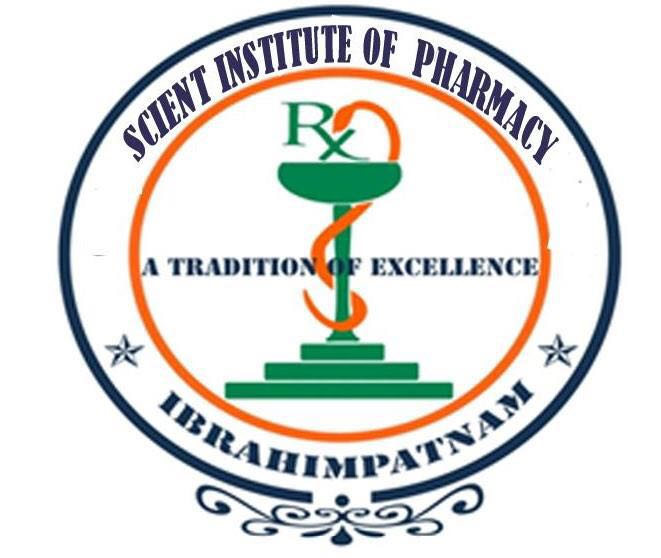 SCIENT INSTITUTE OF PHARMACY
Rx
A TRADITION OF EXCELLENCE
IBRAHIMPATNAM